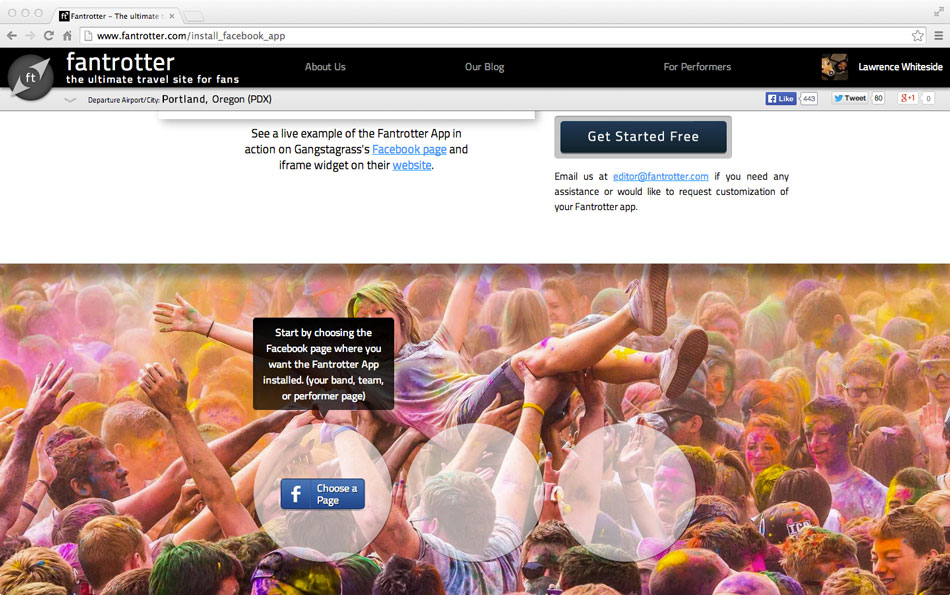 Fantrotter – The ultimate t
www.fantrotter.com/install_facebook_app
ft
fantrotter
the ultimate travel site for fans
About Us
Our Blog
For Performers
Lawrence Whiteside
Departure Airport/City: Portland, Oregon (PDX)
Like 443
Tweet 80
g+1 0
See a live example of the Fantrotter App in
action on Gangstagrass's Facebook page and
iframe widget on their website.
Get Started Free
Email us at editor@fantrotter.com if you need any
assistance or would like to request customization of
your Fantrotter app.
Start by choosing the
Facebook page where you
want the Fantrotter App
installed. (your band, team,
or performer page)
f Choose a
Page